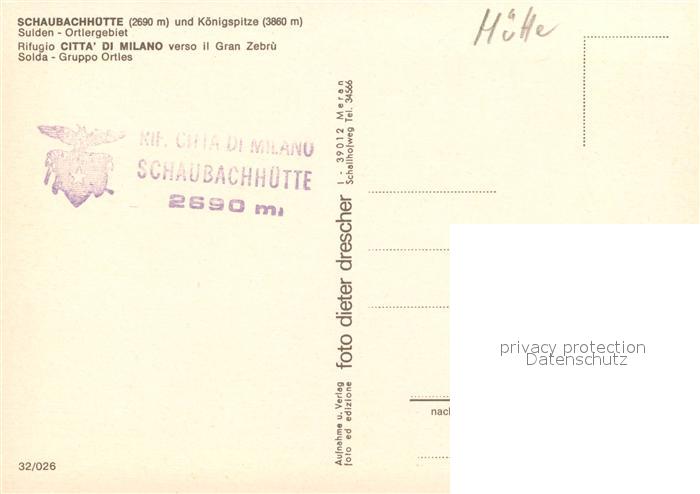 SCHAUBACHHÜTTE (2690 m) und Königspitze (3860 m)
Sulden - Ortlergebiet
Rifugio CITTA' DI MILANO verso il Gran Zebrù
Solda - Gruppo Ortles
Hütte
RIF. CITTÀ DI MILANO
SCHAUBACHHÜTTE
2690 m.
Aufnahme u. Verlag
foto ed edizione
foto dieter drescher
I - 39012 Meran
Schallhofweg Tel. 34566
privacy protection
Datenschutz
nach
32/026